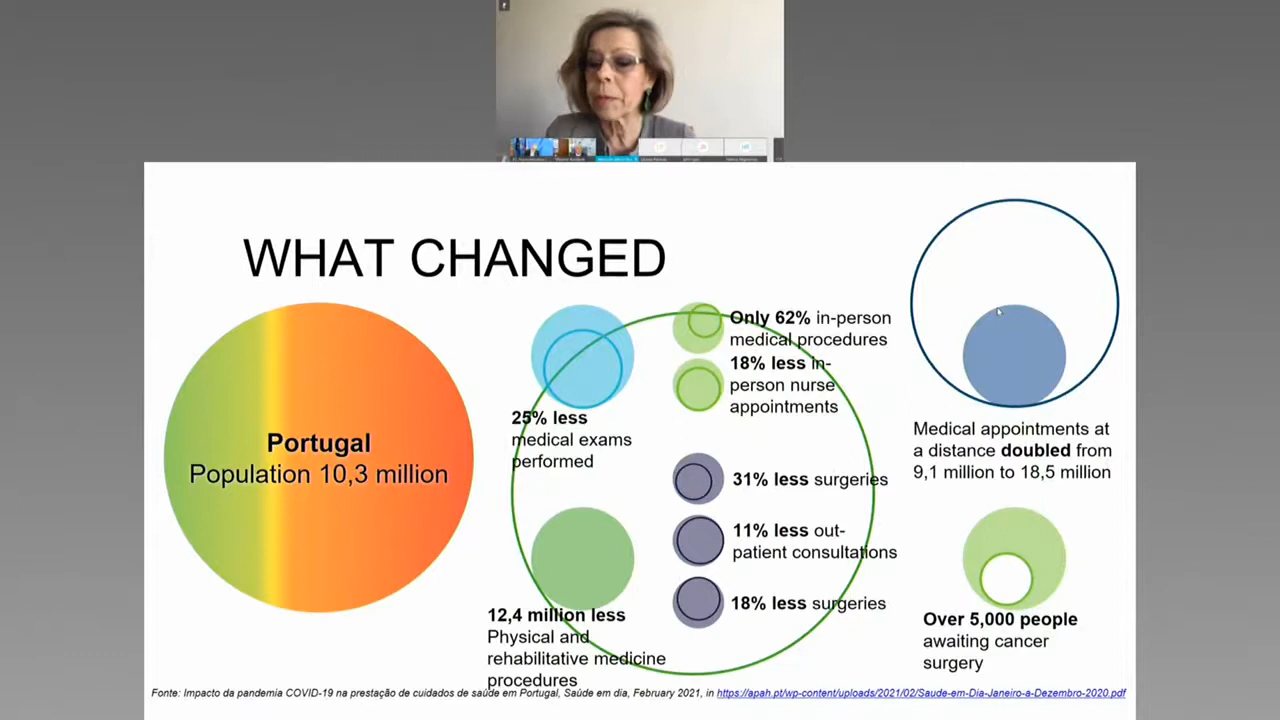 WHAT CHANGED
Portugal
Population 10,3 million
25% less
medical exams
performed
12,4 million less
Physical and
rehabilitative medicine
procedures
Only 62% in-person
medical procedures
18% less in-
person nurse
appointments
31% less surgeries
11% less out-
patient consultations
18% less surgeries
Medical appointments at
a distance doubled from
9,1 million to 18,5 million
Over 5,000 people
awaiting cancer
surgery
Fonte: Impacto da pandemia COVID-19 na prestação de cuidados de saúde em Portugal, Saúde em dia, February 2021, in https://apah.pt/wp-content/uploads/2021/02/Saude-em-Dia-Janeiro-a-Dezembro-2020.pdf